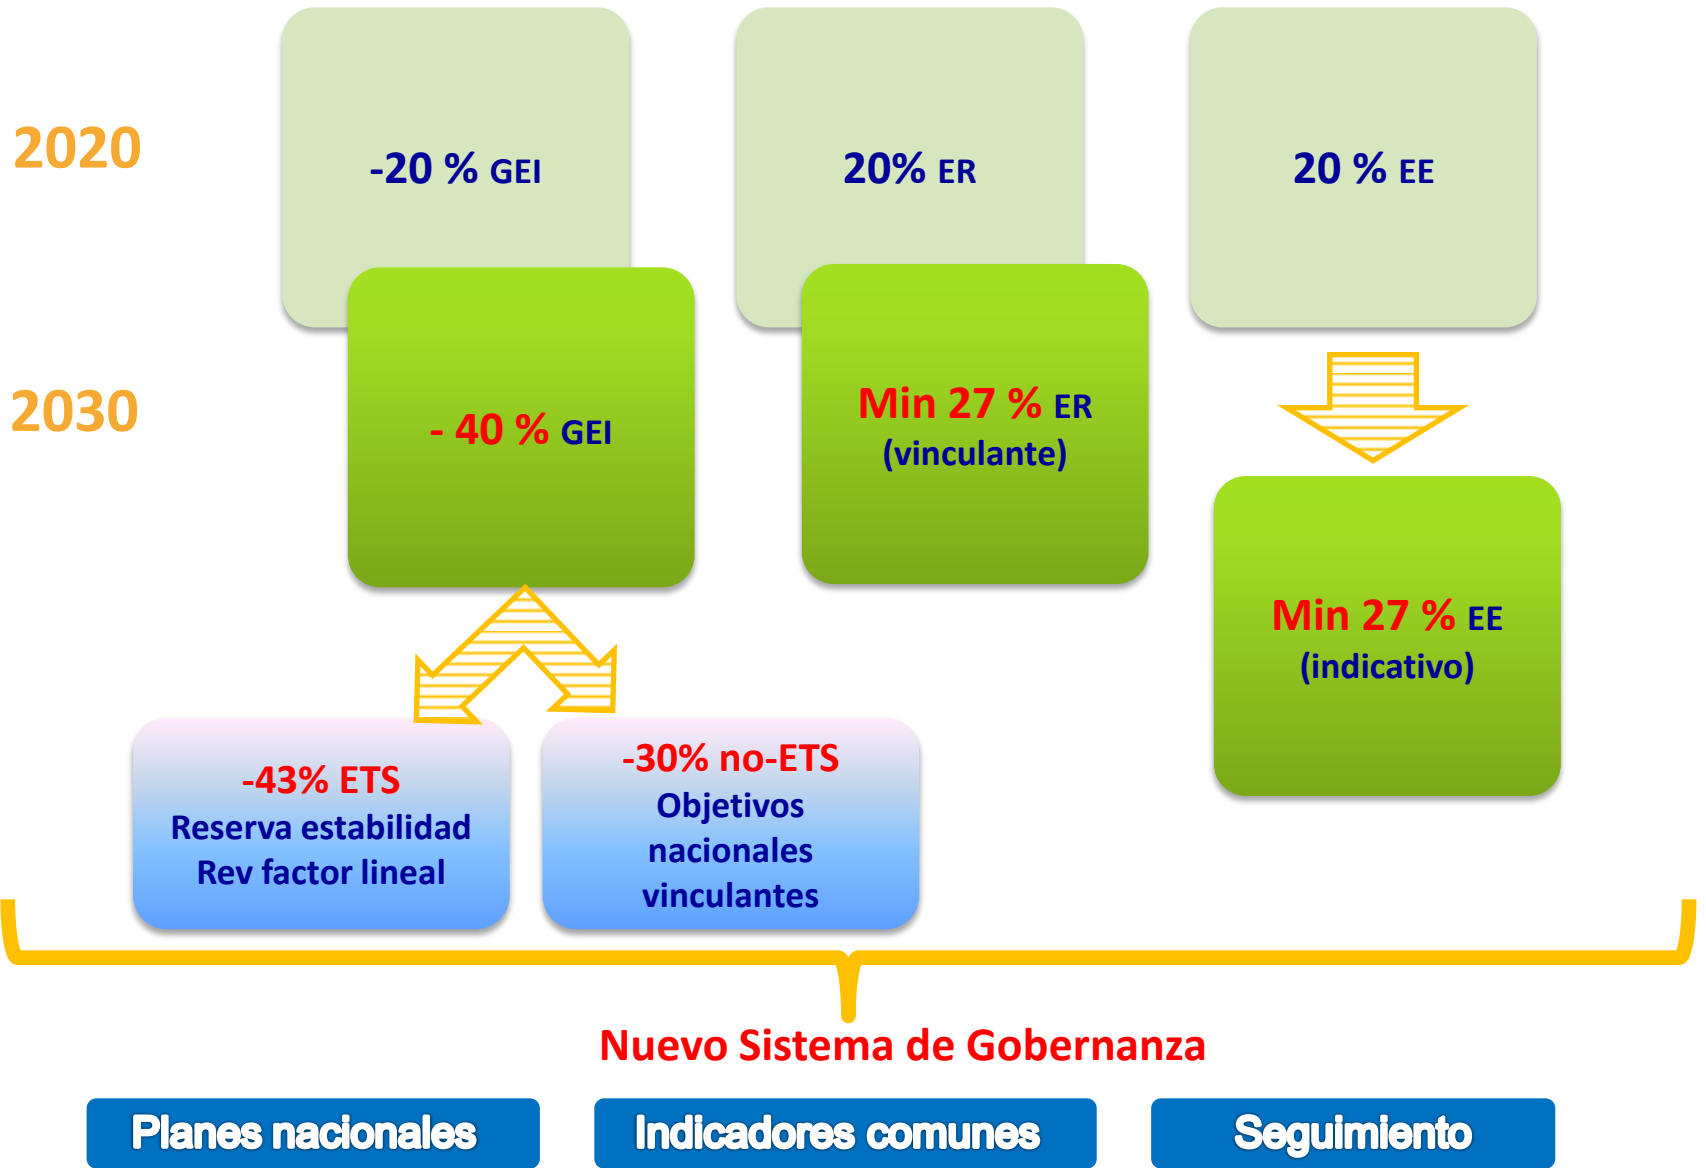 2020
-20 % GEI
20% ER
20 % EE
2030
- 40 % GEI
Min 27 % ER
(vinculante)
Min 27 % EE
(indicativo)
-43% ETS
Reserva estabilidad
Rev factor lineal
-30% no-ETS
Objetivos
nacionales
vinculantes
Nuevo Sistema de Gobernanza
Planes nacionales
Indicadores comunes
Seguimiento